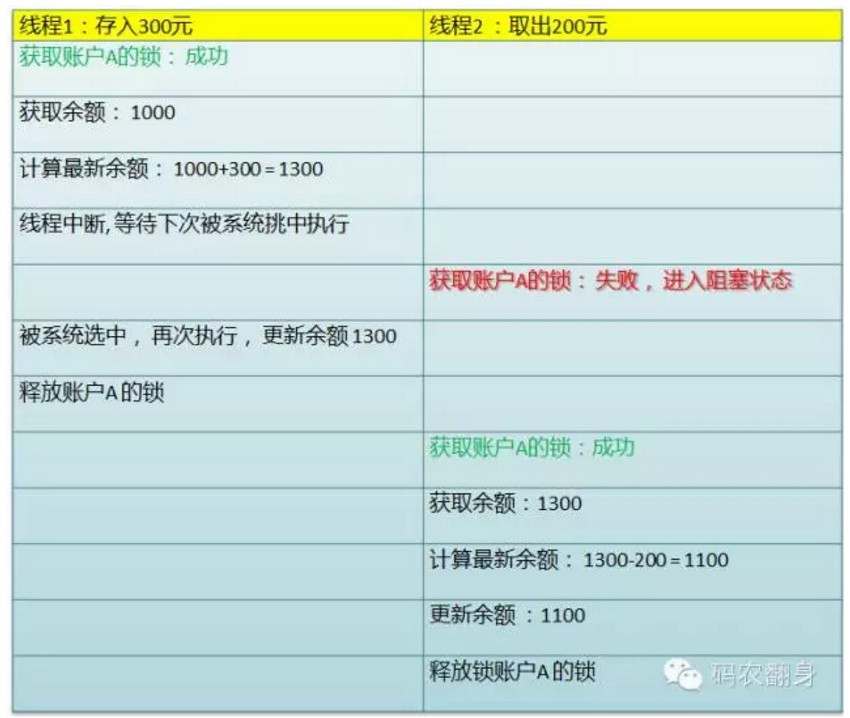 线程1：存入300元
线程2 ：取出200元
获取账户A的锁：成功
获取余额：1000
计算最新余额：1000+300=1300
线程中断,等待下次被系统挑中执行
获取账户A的锁：失败，进入阻塞状态
被系统选中，再次执行，更新余额1300
释放账户A的锁
获取账户A的锁：成功
获取余额：1300
计算最新余额：1300-200=1100
更新余额 ：1100
释放锁账户A的锁
码农翻身